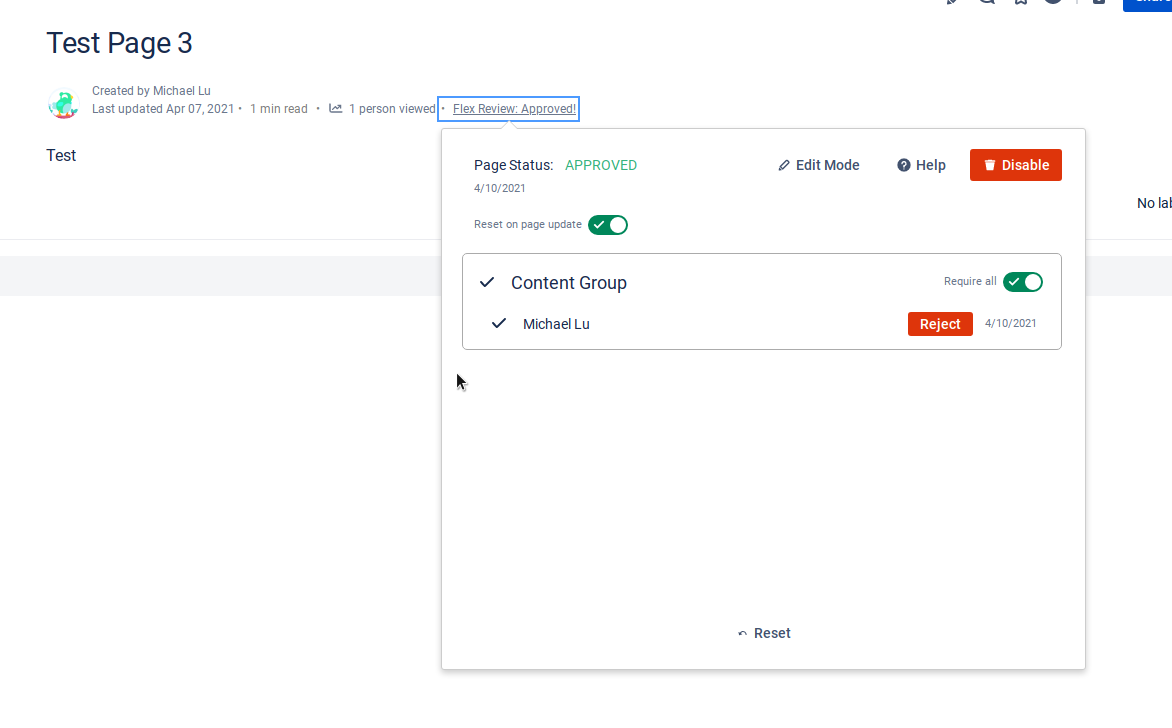 Test Page 3
Created by Michael Lu
Last updated Apr 07, 2021 • 1 min read • 1 person viewed • Flex Review: Approved!
Test
Page Status: APPROVED
Edit Mode
Help
Disable
4/10/2021
Reset on page update
No
Content Group
Require all
Michael Lu
Reject
4/10/2021
Reset